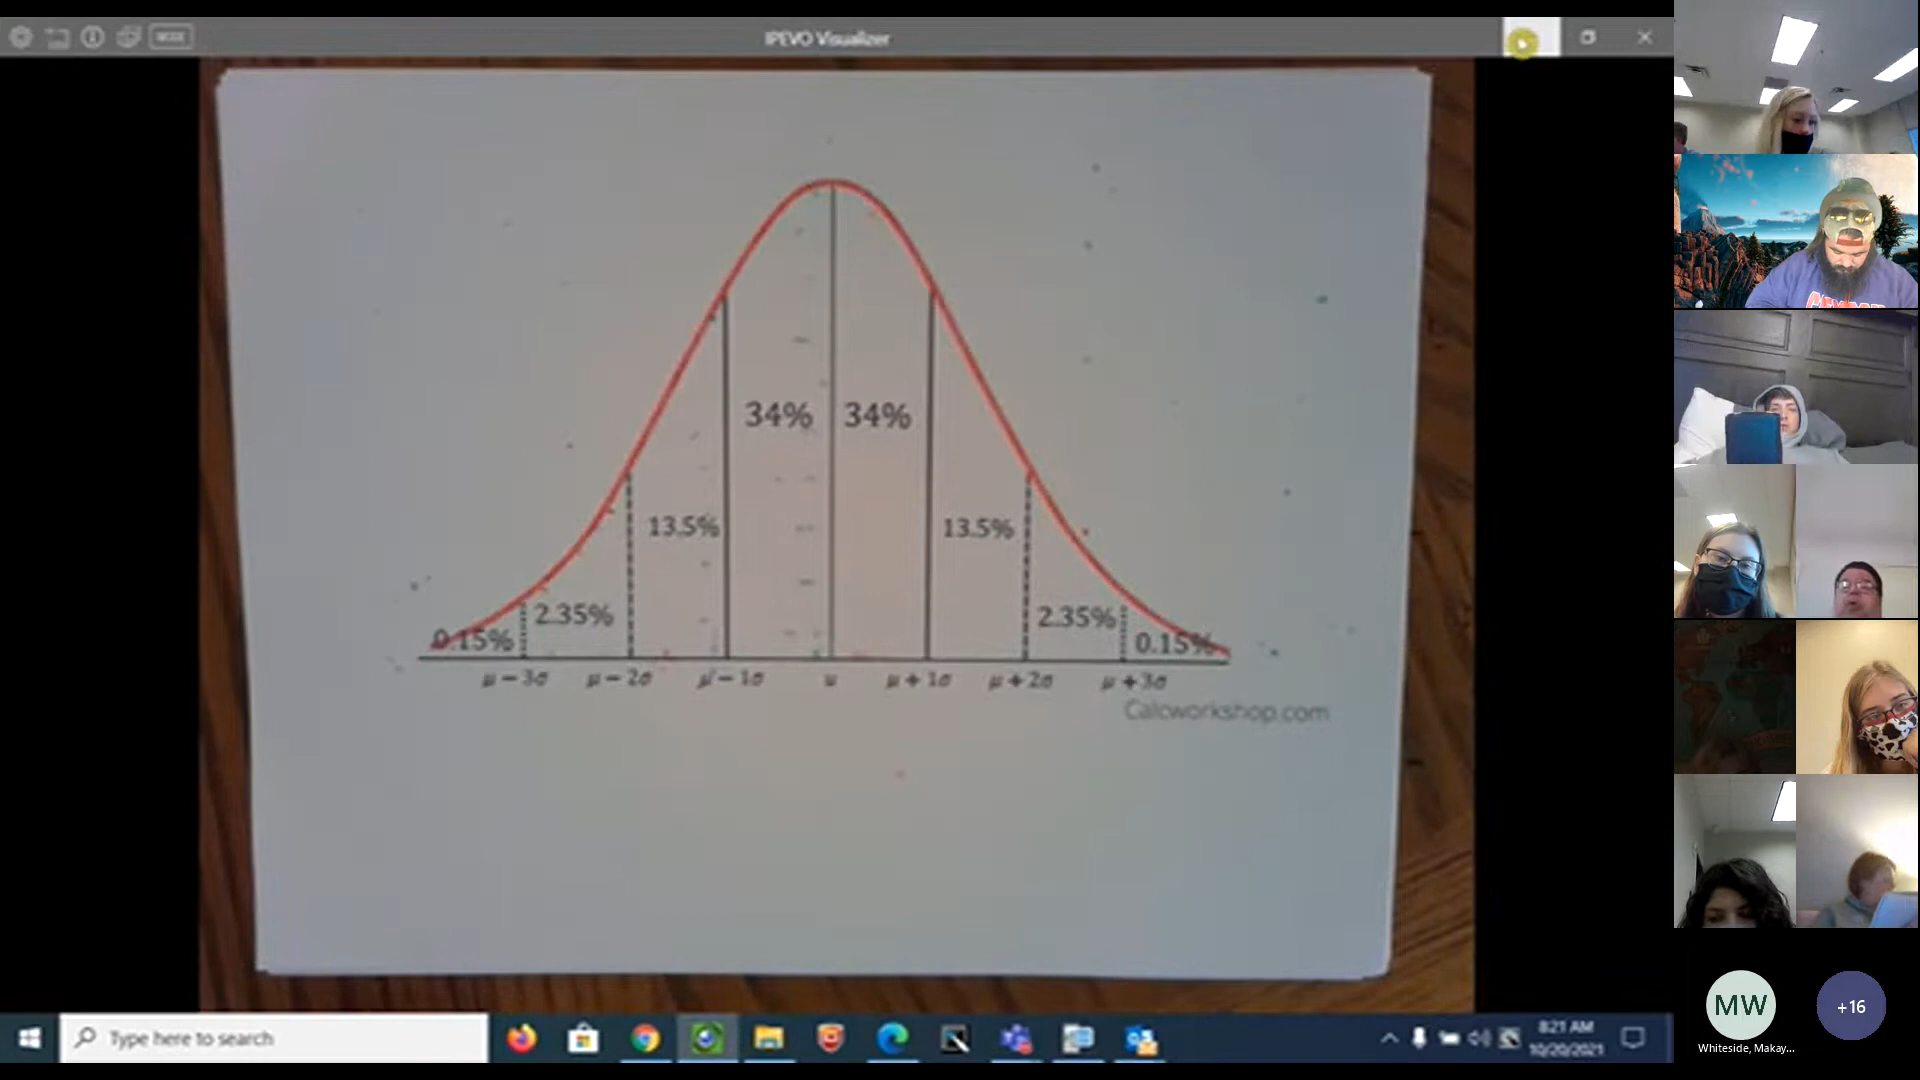 IPEVO Visualizer
34% 34%
13.5% 13.5%
2.35% 2.35%
0.15% 0.15%
μ − 3σ μ − 2σ μ − 1σ μ μ + 1σ μ + 2σ μ + 3σ
Calcworkshop.com
Type here to search
8:21 AM
10/20/2021
MW
+16
Whiteside, Makay...